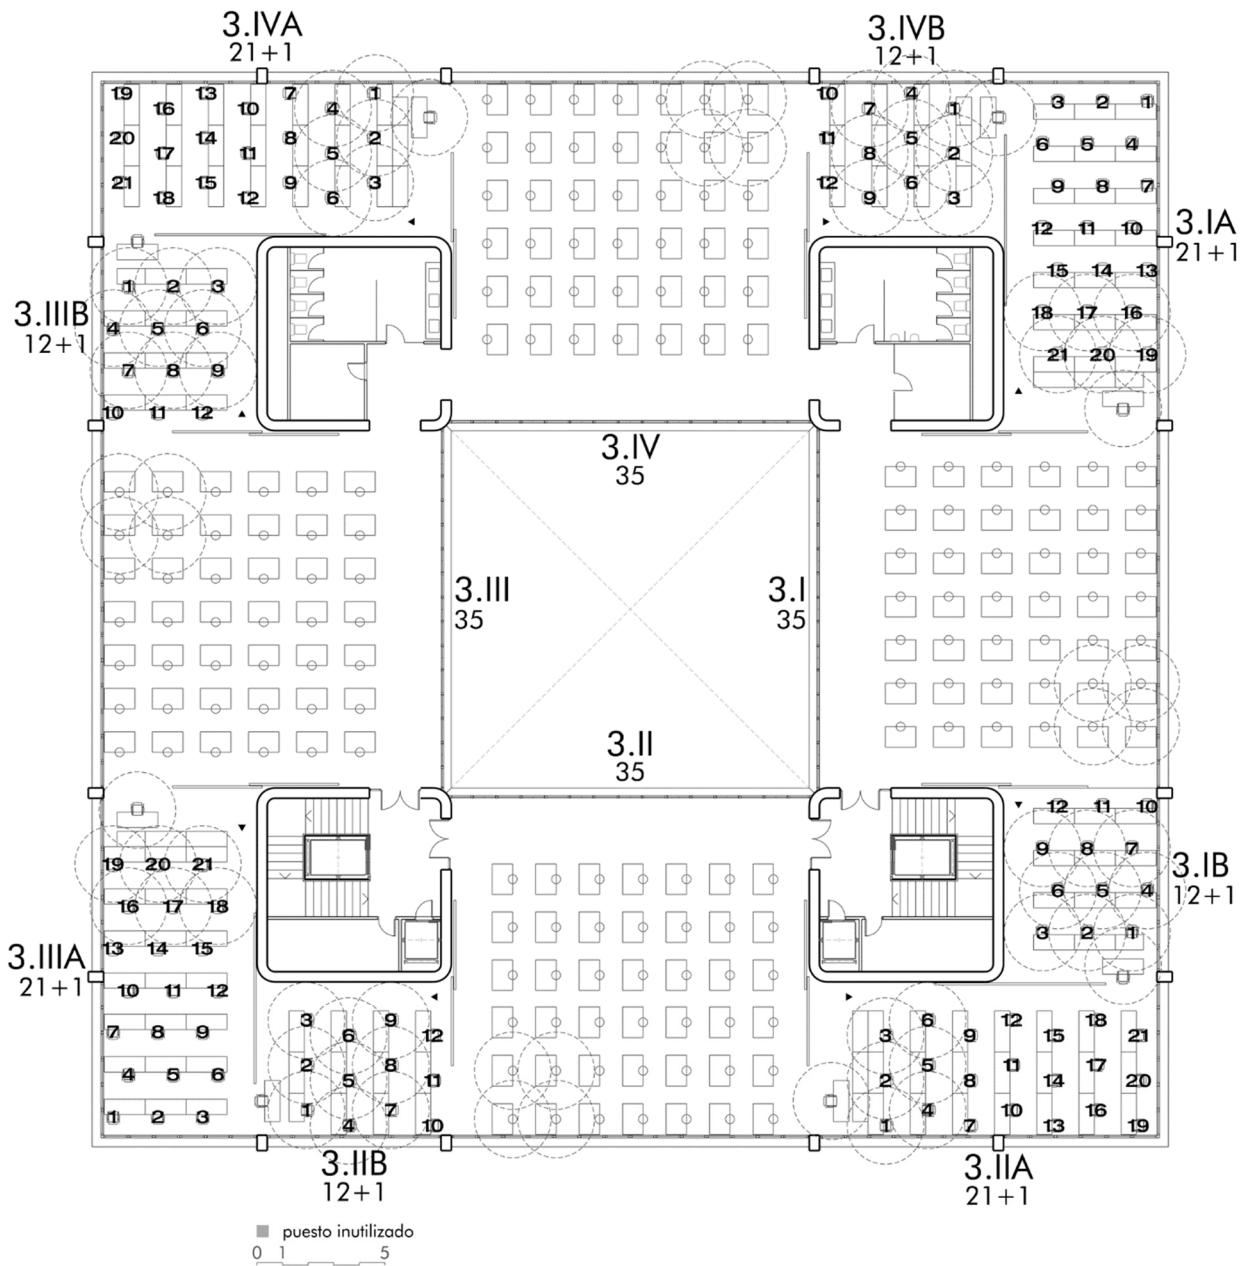 3.IVA
21+1
3.IVB
12+1
19 16 13 10 7 4 1
20 17 14 11 8 5 2
21 18 15 12 9 6 3
10 7 4 1
11 8 5 2
12 9 6 3
3 2 1
6 5 4
9 8 7
12 11 10
15 14 13
18 17 16
21 20 19
3.IA
21+1
3.IIIB
12+1
1 2 3
4 5 6
7 8 9
10 11 12
3.IV
35
3.III
35
3.I
35
3.II
35
19 20 21
16 17 18
13 14 15
10 11 12
7 8 9
4 5 6
1 2 3
3.IIIA
21+1
12 11 10
9 8 7
6 5 4
3 2 1
3.IB
12+1
3 6 9 12
2 5 8 11
1 4 7 10
3 6 9 12 15 18 21
2 5 8 11 14 17 20
1 4 7 10 13 16 19
3.IIB
12+1
3.IIA
21+1
puesto inutilizado
0 1 5